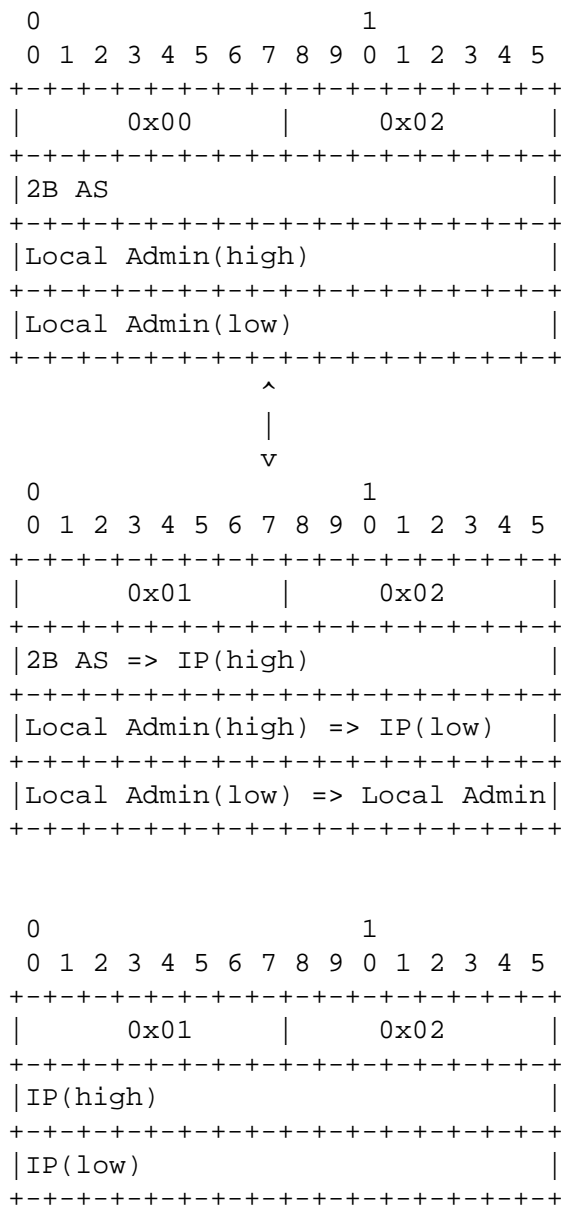 0                   1
 0 1 2 3 4 5 6 7 8 9 0 1 2 3 4 5
+-+-+-+-+-+-+-+-+-+-+-+-+-+-+-+-+
|      0x00     |     0x02      |
+-+-+-+-+-+-+-+-+-+-+-+-+-+-+-+-+
|2B AS                          |
+-+-+-+-+-+-+-+-+-+-+-+-+-+-+-+-+
|Local Admin(high)              |
+-+-+-+-+-+-+-+-+-+-+-+-+-+-+-+-+
|Local Admin(low)               |
+-+-+-+-+-+-+-+-+-+-+-+-+-+-+-+-+
               ^
               |
               v
 0                   1
 0 1 2 3 4 5 6 7 8 9 0 1 2 3 4 5
+-+-+-+-+-+-+-+-+-+-+-+-+-+-+-+-+
|      0x01     |     0x02      |
+-+-+-+-+-+-+-+-+-+-+-+-+-+-+-+-+
|2B AS => IP(high)              |
+-+-+-+-+-+-+-+-+-+-+-+-+-+-+-+-+
|Local Admin(high) => IP(low)   |
+-+-+-+-+-+-+-+-+-+-+-+-+-+-+-+-+
|Local Admin(low) => Local Admin|
+-+-+-+-+-+-+-+-+-+-+-+-+-+-+-+-+
 0                   1
 0 1 2 3 4 5 6 7 8 9 0 1 2 3 4 5
+-+-+-+-+-+-+-+-+-+-+-+-+-+-+-+-+
|      0x01     |     0x02      |
+-+-+-+-+-+-+-+-+-+-+-+-+-+-+-+-+
|IP(high)                       |
+-+-+-+-+-+-+-+-+-+-+-+-+-+-+-+-+
|IP(low)                        |
+-+-+-+-+-+-+-+-+-+-+-+-+-+-+-+-+